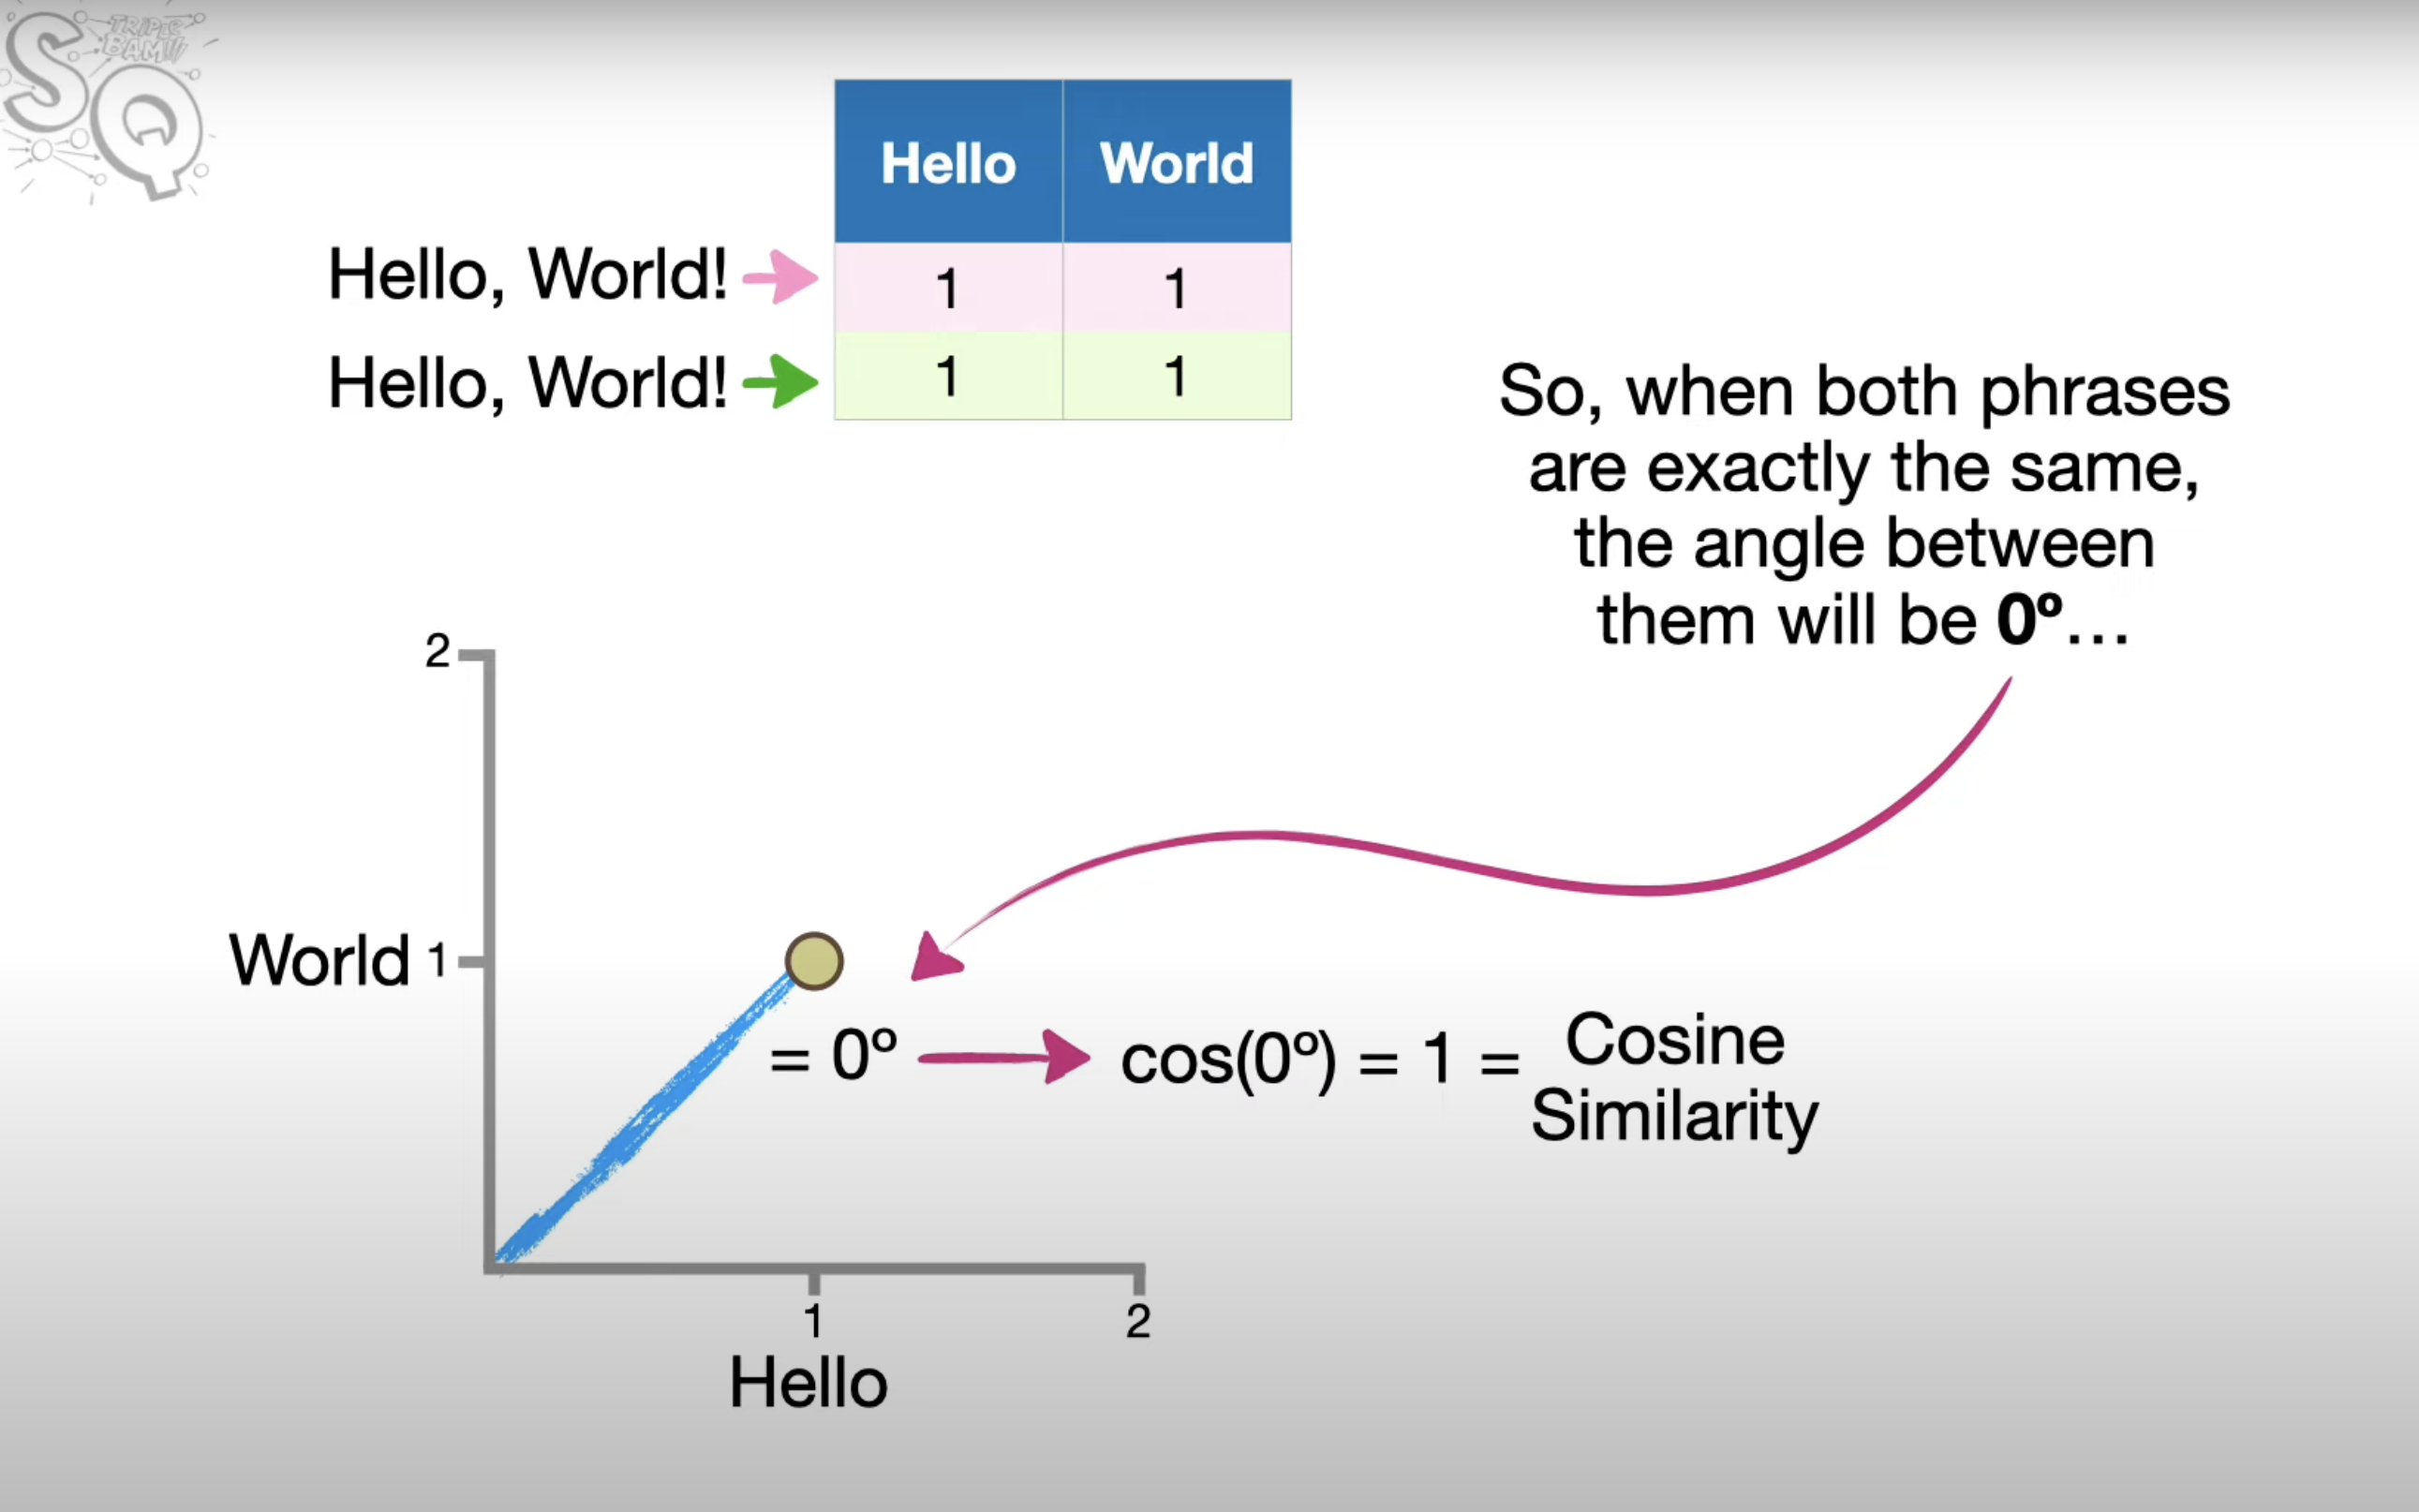 SQ
TRIPLE
BAM!!!
Hello World
Hello, World! 1 1
Hello, World! 1 1
So, when both phrases
are exactly the same,
the angle between
them will be 0º...
2
World 1
= 0º cos(0º) = 1 = Cosine
Similarity
1 2
Hello